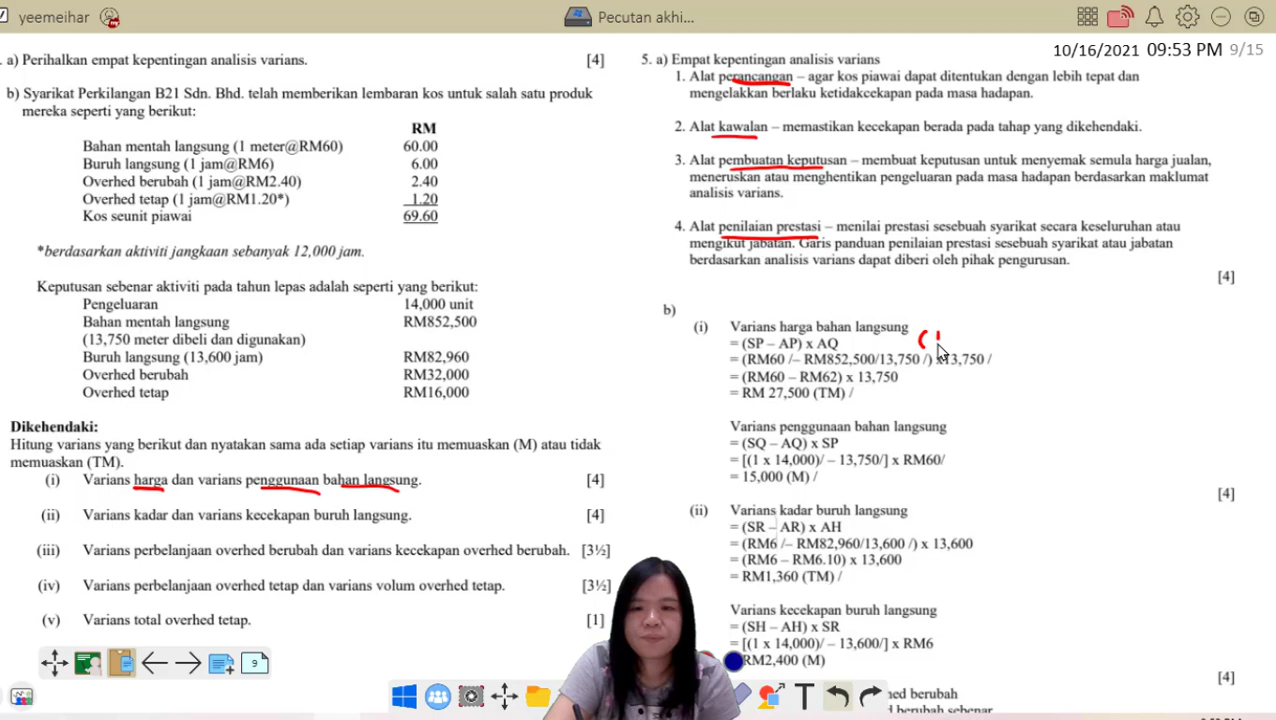 yeemeihar
Pecutan akhi...
10/16/2021 09:53 PM 9/15
. a) Perihalkan empat kepentingan analisis varians. [4]
b) Syarikat Perkilangan B21 Sdn. Bhd. telah memberikan lembaran kos untuk salah satu produk
mereka seperti yang berikut:
RM
Bahan mentah langsung (1 meter@RM60) 60.00
Buruh langsung (1 jam@RM6) 6.00
Overhed berubah (1 jam@RM2.40) 2.40
Overhed tetap (1 jam@RM1.20*) 1.20
Kos seunit piawai 69.60
*berdasarkan aktiviti jangkaan sebanyak 12,000 jam.
Keputusan sebenar aktiviti pada tahun lepas adalah seperti yang berikut:
Pengeluaran 14,000 unit
Bahan mentah langsung RM852,500
(13,750 meter dibeli dan digunakan)
Buruh langsung (13,600 jam) RM82,960
Overhed berubah RM32,000
Overhed tetap RM16,000
Dikehendaki:
Hitung varians yang berikut dan nyatakan sama ada setiap varians itu memuaskan (M) atau tidak
memuaskan (TM).
(i) Varians harga dan varians penggunaan bahan langsung. [4]
(ii) Varians kadar dan varians kecekapan buruh langsung. [4]
(iii) Varians perbelanjaan overhed berubah dan varians kecekapan overhed berubah. [3½]
(iv) Varians perbelanjaan overhed tetap dan varians volum overhed tetap. [3½]
(v) Varians total overhed tetap. [1]
9
5. a) Empat kepentingan analisis varians
1. Alat perancangan – agar kos piawai dapat ditentukan dengan lebih tepat dan
mengelakkan berlaku ketidakcekapan pada masa hadapan.
2. Alat kawalan – memastikan kecekapan berada pada tahap yang dikehendaki.
3. Alat pembuatan keputusan – membuat keputusan untuk menyemak semula harga jualan,
meneruskan atau menghentikan pengeluaran pada masa hadapan berdasarkan maklumat
analisis varians.
4. Alat penilaian prestasi – menilai prestasi sesebuah syarikat secara keseluruhan atau
mengikut jabatan. Garis panduan penilaian prestasi sesebuah syarikat atau jabatan
berdasarkan analisis varians dapat diberi oleh pihak pengurusan.
[4]
b)
(i) Varians harga bahan langsung
= (SP – AP) x AQ
= (RM60 /– RM852,500/13,750 /) x13,750 /
= (RM60 – RM62) x 13,750
= RM 27,500 (TM) /
Varians penggunaan bahan langsung
= (SQ – AQ) x SP
= [(1 x 14,000)/ – 13,750/] x RM60/
= 15,000 (M) /
[4]
(ii) Varians kadar buruh langsung
= (SR – AR) x AH
= (RM6 /– RM82,960/13,600 /) x 13,600
= (RM6 – RM6.10) x 13,600
= RM1,360 (TM) /
Varians kecekapan buruh langsung
= (SH – AH) x SR
= [(1 x 14,000)/ – 13,600/] x RM6
RM2,400 (M)
[4]
hed berubah